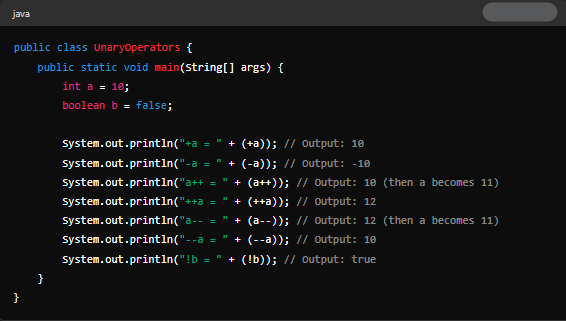 java
public class UnaryOperators {
    public static void main(String[] args) {
        int a = 10;
        boolean b = false;
        System.out.println("+a = " + (+a)); // Output: 10
        System.out.println("-a = " + (-a)); // Output: -10
        System.out.println("a++ = " + (a++)); // Output: 10 (then a becomes 11)
        System.out.println("++a = " + (++a)); // Output: 12
        System.out.println("a-- = " + (a--)); // Output: 12 (then a becomes 11)
        System.out.println("--a = " + (--a)); // Output: 10
        System.out.println("!b = " + (!b)); // Output: true
    }
}